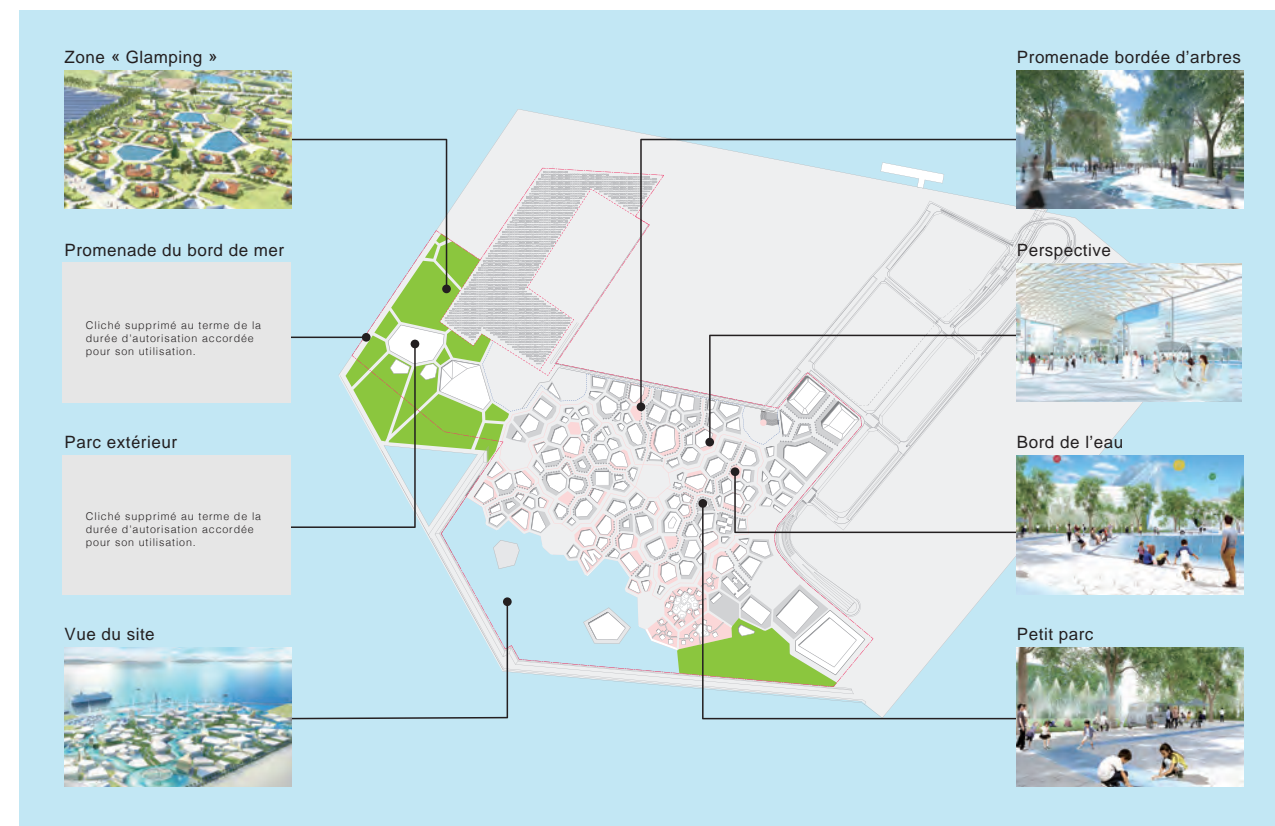 Zone « Glamping »
Promenade du bord de mer
Cliché supprimé au terme de la
durée d'autorisation accordée
pour son utilisation.
Parc extérieur
Cliché supprimé au terme de la
durée d'autorisation accordée
pour son utilisation.
Vue du site
Promenade bordée d'arbres
Perspective
Bord de l'eau
Petit parc